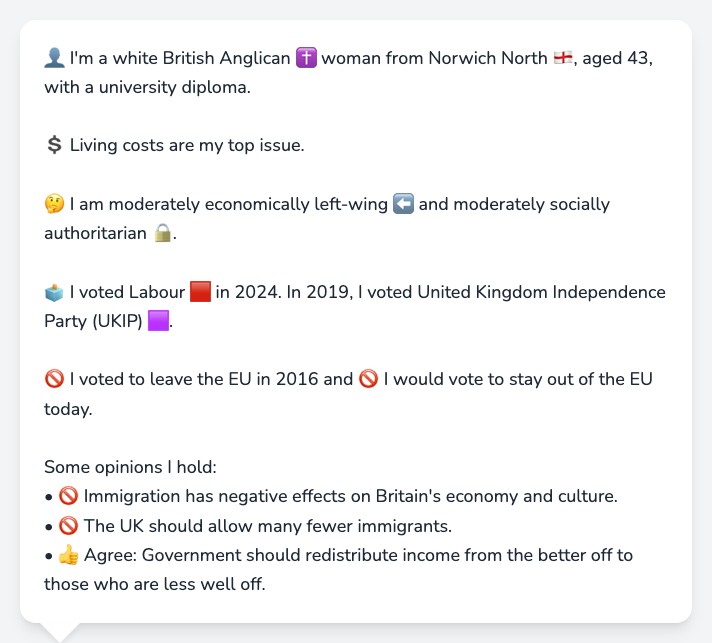 👤 I'm a white British Anglican ✝️ woman from Norwich North 🏴󠁧󠁢󠁥󠁮󠁧󠁿, aged 43,
with a university diploma.
💲 Living costs are my top issue.
🤔 I am moderately economically left-wing ⬅️ and moderately socially
authoritarian 🔒.
🗳️ I voted Labour 🟥 in 2024. In 2019, I voted United Kingdom Independence
Party (UKIP) 🟪.
🚫 I voted to leave the EU in 2016 and 🚫 I would vote to stay out of the EU
today.
Some opinions I hold:
• 🚫 Immigration has negative effects on Britain's economy and culture.
• 🚫 The UK should allow many fewer immigrants.
• 👍 Agree: Government should redistribute income from the better off to
those who are less well off.